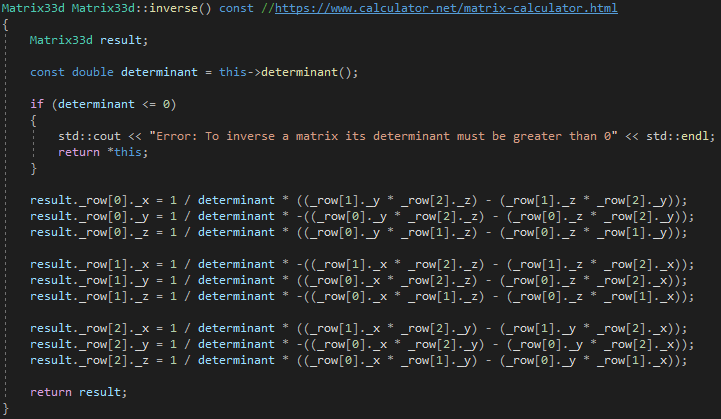 Matrix33d Matrix33d::inverse() const //https://www.calculator.net/matrix-calculator.html
{
    Matrix33d result;

    const double determinant = this->determinant();

    if (determinant <= 0)
    {
        std::cout << "Error: To inverse a matrix its determinant must be greater than 0" << std::endl;
        return *this;
    }

    result._row[0]._x = 1 / determinant * ((_row[1]._y * _row[2]._z) - (_row[1]._z * _row[2]._y));
    result._row[0]._y = 1 / determinant * -((_row[0]._y * _row[2]._z) - (_row[0]._z * _row[2]._y));
    result._row[0]._z = 1 / determinant * ((_row[0]._y * _row[1]._z) - (_row[0]._z * _row[1]._y));

    result._row[1]._x = 1 / determinant * -((_row[1]._x * _row[2]._z) - (_row[1]._z * _row[2]._x));
    result._row[1]._y = 1 / determinant * ((_row[0]._x * _row[2]._z) - (_row[0]._z * _row[2]._x));
    result._row[1]._z = 1 / determinant * -((_row[0]._x * _row[1]._z) - (_row[0]._z * _row[1]._x));

    result._row[2]._x = 1 / determinant * ((_row[1]._x * _row[2]._y) - (_row[1]._y * _row[2]._x));
    result._row[2]._y = 1 / determinant * -((_row[0]._x * _row[2]._y) - (_row[0]._y * _row[2]._x));
    result._row[2]._z = 1 / determinant * ((_row[0]._x * _row[1]._y) - (_row[0]._y * _row[1]._x));

    return result;
}